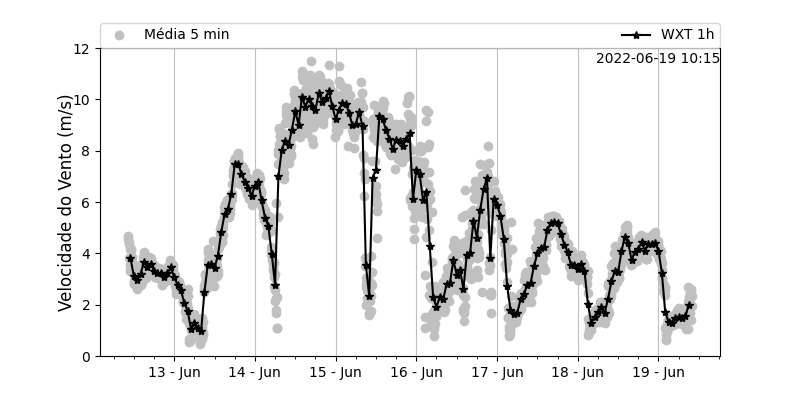 Média 5 min
WXT 1h
2022-06-19 10:15
Velocidade do Vento (m/s)
12
10
8
6
4
2
0
13 - Jun
14 - Jun
15 - Jun
16 - Jun
17 - Jun
18 - Jun
19 - Jun